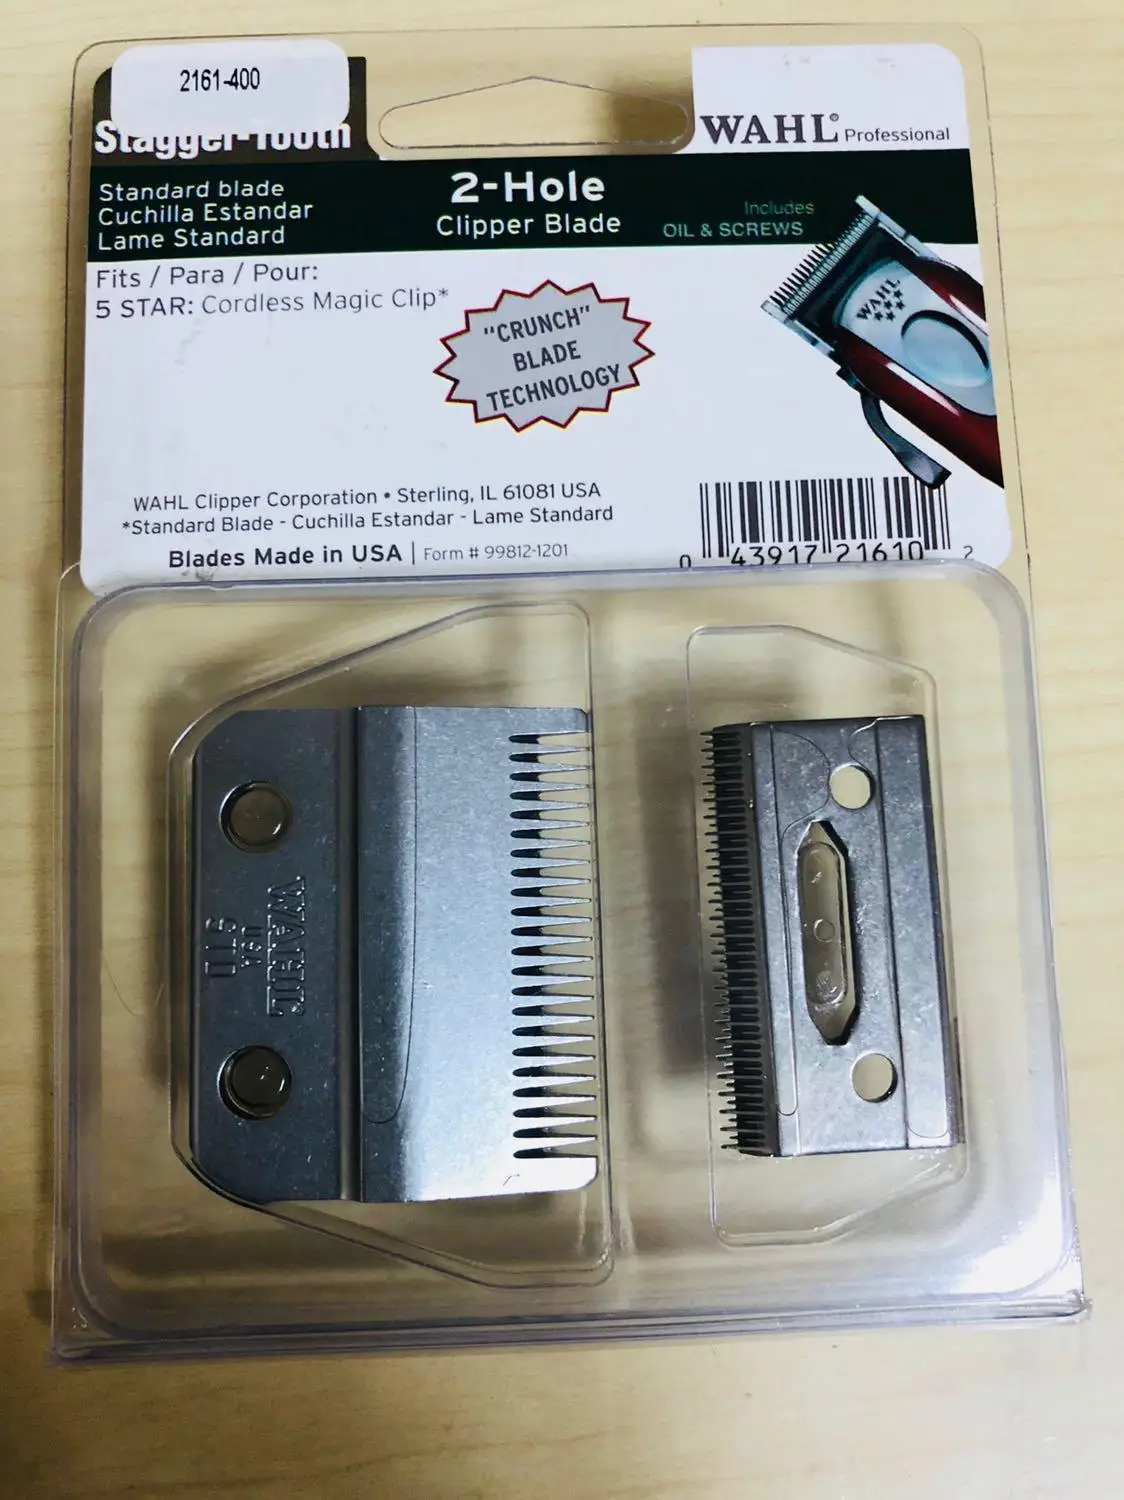 2161-400
Stagger-Tooth
WAHL® Professional
Standard blade
Cuchilla Estandar
Lame Standard
2-Hole
Clipper Blade
Includes
OIL & SCREWS
Fits / Para / Pour:
5 STAR: Cordless Magic Clip*
"CRUNCH"
BLADE
TECHNOLOGY
WAHL
WAHL Clipper Corporation • Sterling, IL 61081 USA
*Standard Blade - Cuchilla Estandar - Lame Standard
Blades Made in USA | Form # 99812-1201
0 43917 21610 2
WAHL
USA
STD